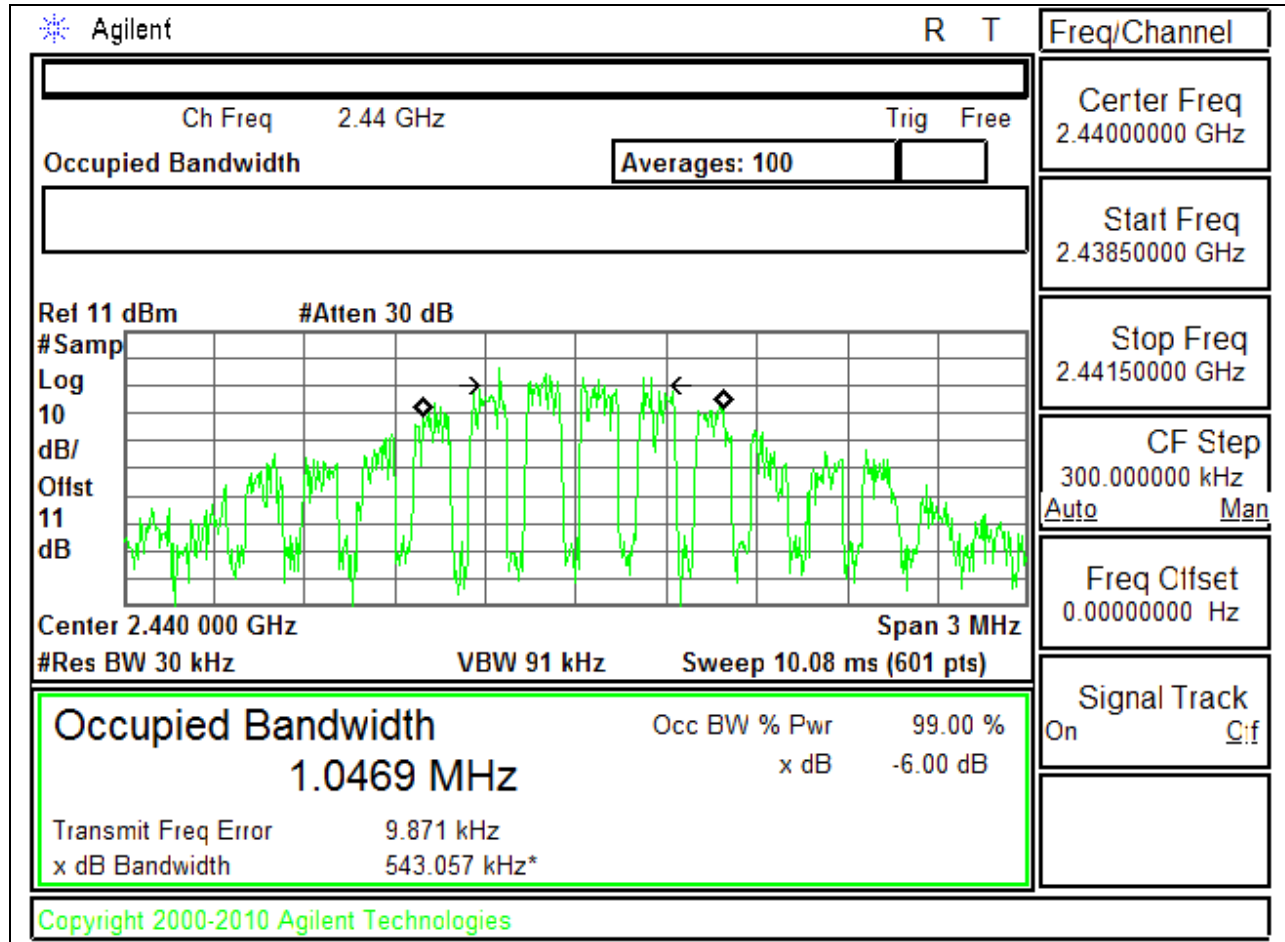 Agilent R T
Ch Freq 2.44 GHz Trig Free
Occupied Bandwidth Averages: 100
Ref 11 dBm #Atten 30 dB
#Samp
Log
10
dB/
Offst
11
dB
Center 2.440 000 GHz Span 3 MHz
#Res BW 30 kHz VBW 91 kHz Sweep 10.08 ms (601 pts)
Occupied Bandwidth
1.0469 MHz
Occ BW % Pwr 99.00 %
x dB -6.00 dB
Transmit Freq Error 9.871 kHz
x dB Bandwidth 543.057 kHz*
Copyright 2000-2010 Agilent Technologies
Freq/Channel
Center Freq
2.44000000 GHz
Start Freq
2.43850000 GHz
Stop Freq
2.44150000 GHz
CF Step
300.000000 kHz
Auto Man
Freq Offset
0.00000000 Hz
Signal Track
On Off